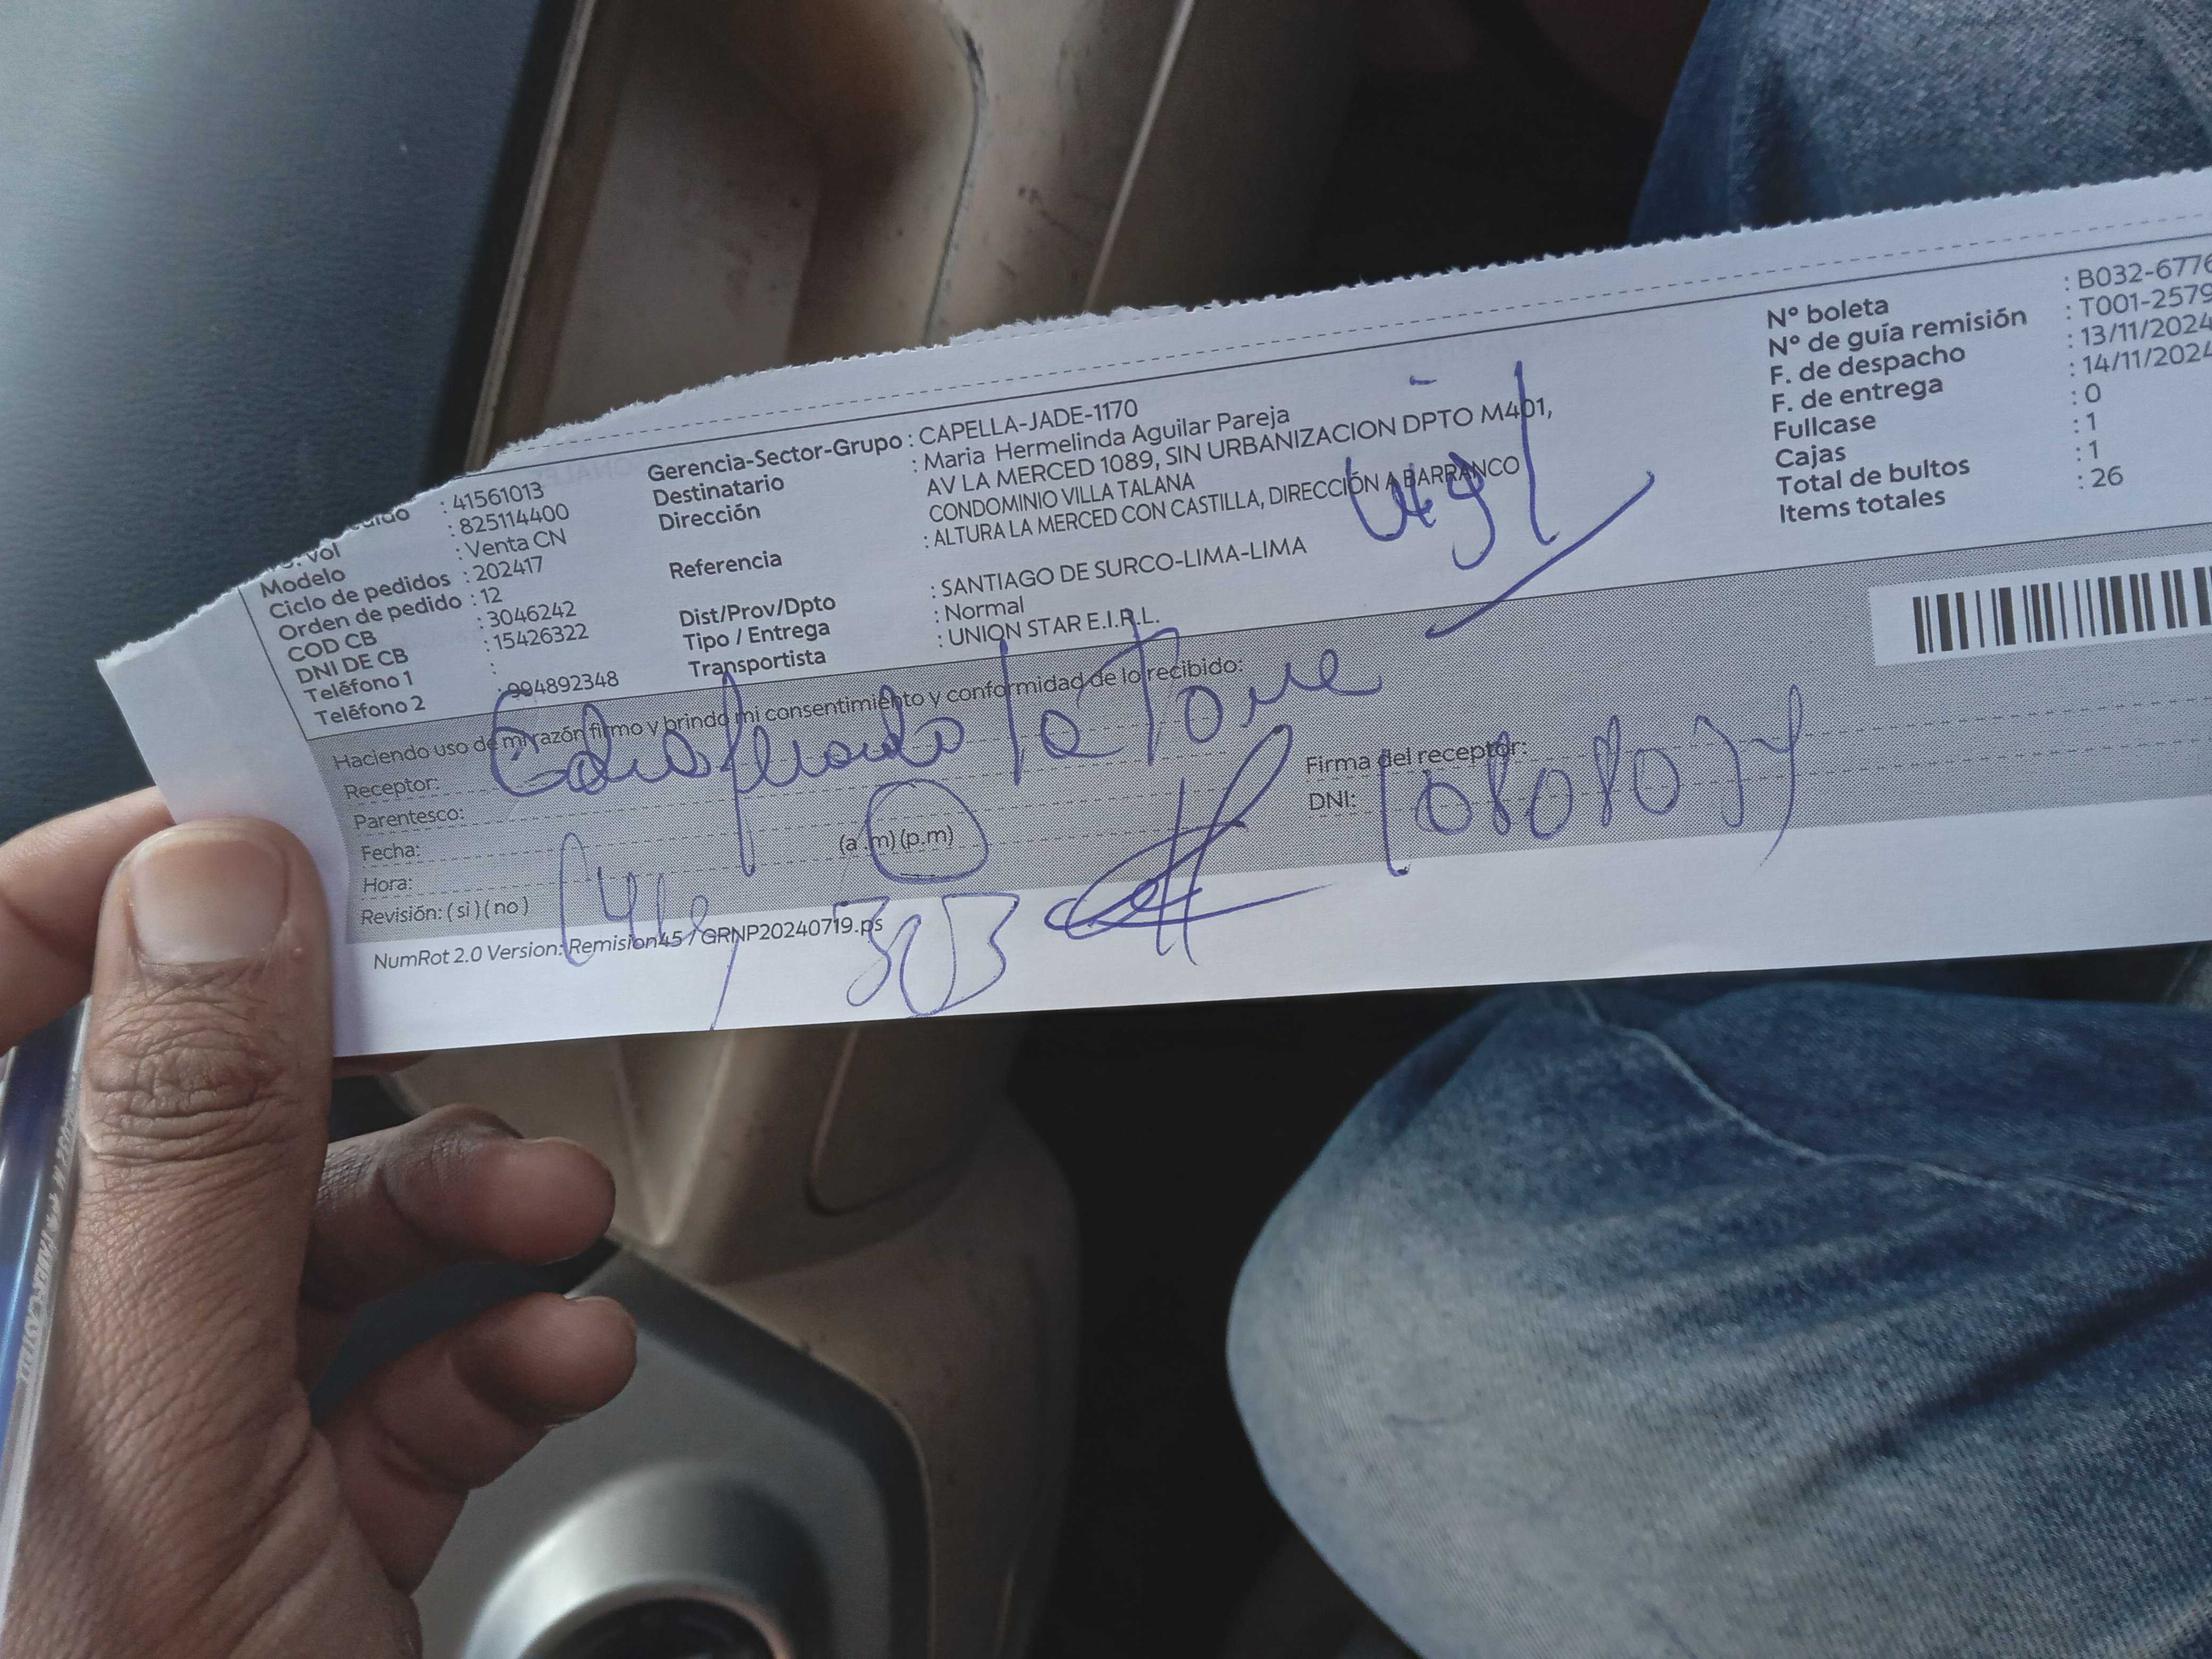 : 41561013
: 825114400
Modelo : Venta CN
Ciclo de pedidos : 202417
Orden de pedido : 12
COD CB : 3046242
DNI DE CB : 15426322
Teléfono 1 :
Teléfono 2 : 994892348
Gerencia-Sector-Grupo : CAPELLA-JADE-1170
Destinatario : Maria Hermelinda Aguilar Pareja
Dirección AV LA MERCED 1089, SIN URBANIZACION DPTO M401,
CONDOMINIO VILLA TALANA
Referencia : ALTURA LA MERCED CON CASTILLA, DIRECCIÓN A BARRANCO
Dist/Prov/Dpto : SANTIAGO DE SURCO-LIMA-LIMA
Tipo / Entrega : Normal
Transportista : UNION STAR E.I.R.L.
N° boleta : B032-6776
N° de guía remisión : T001-2579
F. de despacho : 13/11/2024
F. de entrega : 14/11/2024
Fullcase : 0
Cajas : 1
Total de bultos : 1
Items totales : 26
Haciendo uso de mi razón firmo y brindo mi consentimiento y conformidad de lo recibido:
Receptor: la Torre
Parentesco:
Fecha:
Hora: (a.m) (p.m)
Revisión: ( si ) ( no )
Firma del receptor:
DNI:
NumRot 2.0 Version: Remision45 / GRNP20240719.ps
303